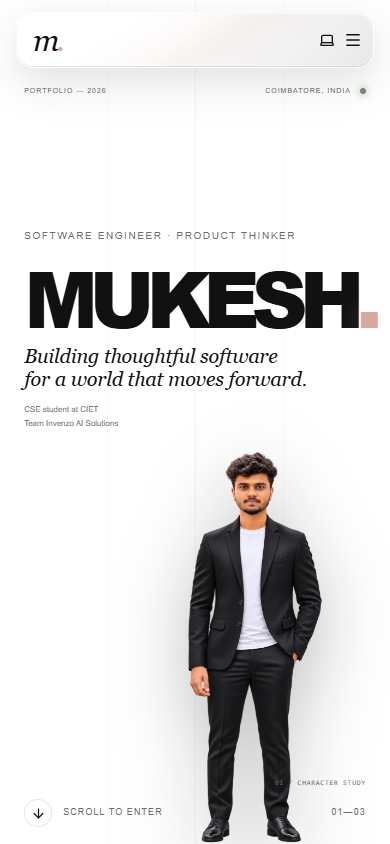 m.
PORTFOLIO — 2026
COIMBATORE, INDIA
SOFTWARE ENGINEER · PRODUCT THINKER
MUKESH.
Building thoughtful software
for a world that moves forward.
CSE student at CIET
Team Invenzo AI Solutions
01 / CHARACTER STUDY
SCROLL TO ENTER
01—03